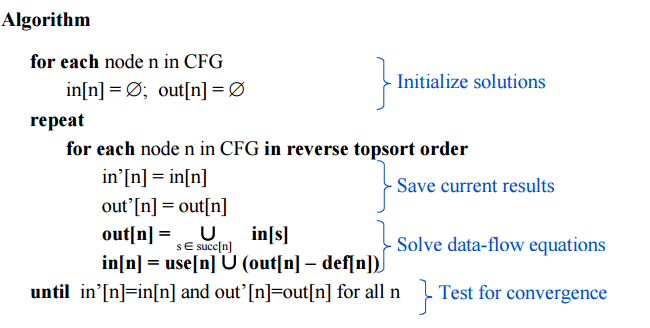 Algorithm
for each node n in CFG
in[n] = ∅; out[n] = ∅
Initialize solutions
repeat
for each node n in CFG in reverse topsort order
in’[n] = in[n]
out’[n] = out[n]
Save current results
out[n] = ∪ in[s]
s ∈ succ[n]
in[n] = use[n] ∪ (out[n] – def[n])
Solve data-flow equations
until in’[n]=in[n] and out’[n]=out[n] for all n
Test for convergence